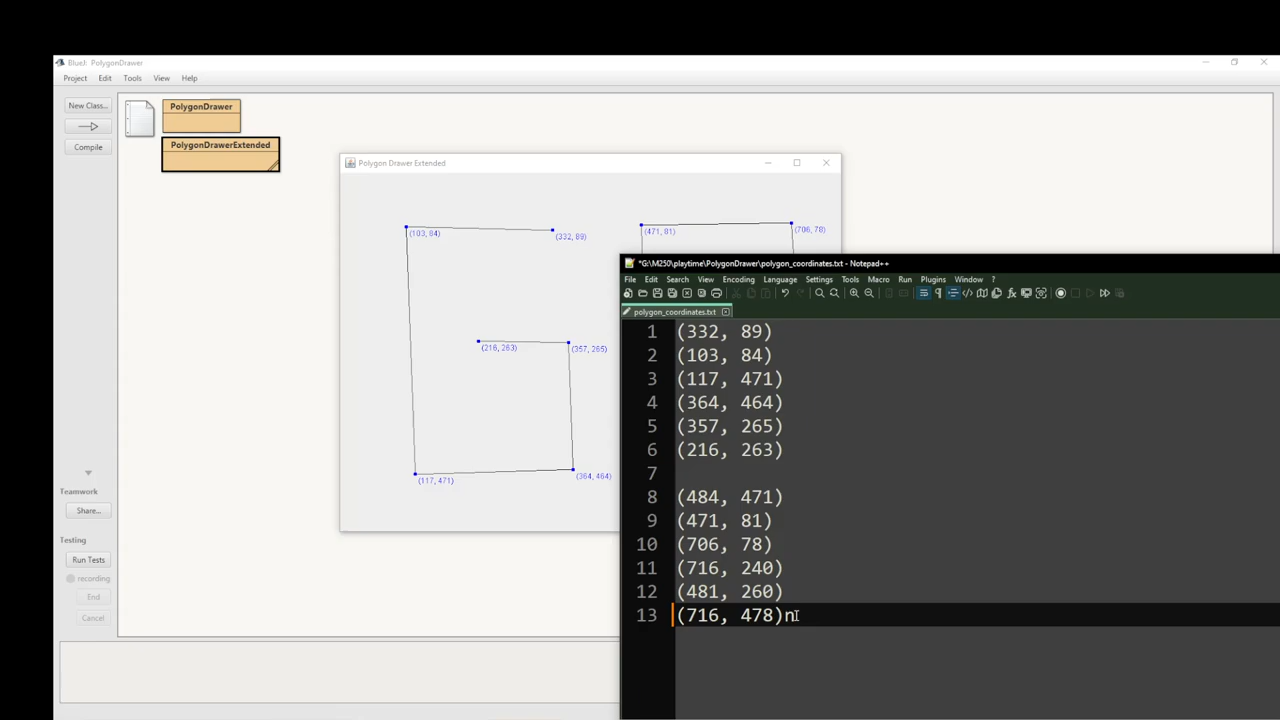 BlueJ: PolygonDrawer
Project Edit Tools View Help
New Class...
Compile
PolygonDrawer
PolygonDrawerExtended
Polygon Drawer Extended
(103, 84)
(332, 89)
(471, 81)
(706, 78)
(216, 263)
(357, 265)
(117, 471)
(364, 464)
Teamwork
Share...
Testing
Run Tests
recording
End
Cancel
*G:\M250\playtime\PolygonDrawer\polygon_coordinates.txt - Notepad++
File Edit Search View Encoding Language Settings Tools Macro Run Plugins Window ?
polygon_coordinates.txt
1 (332, 89)
2 (103, 84)
3 (117, 471)
4 (364, 464)
5 (357, 265)
6 (216, 263)
7
8 (484, 471)
9 (471, 81)
10 (706, 78)
11 (716, 240)
12 (481, 260)
13 (716, 478)n